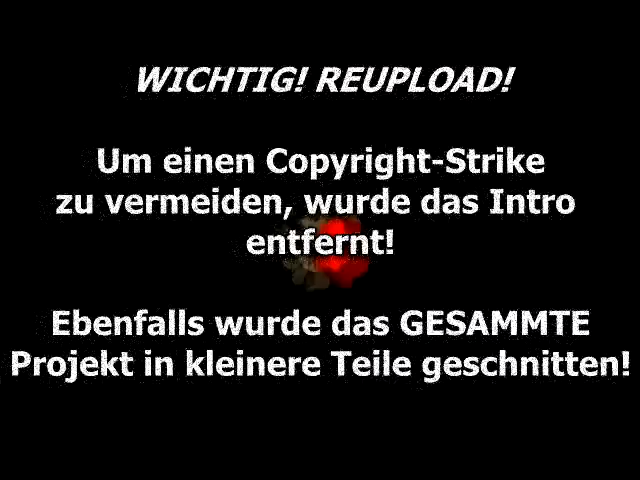 WICHTIG! REUPLOAD!
Um einen Copyright-Strike
zu vermeiden, wurde das Intro
entfernt!
Ebenfalls wurde das GESAMMTE
Projekt in kleinere Teile geschnitten!